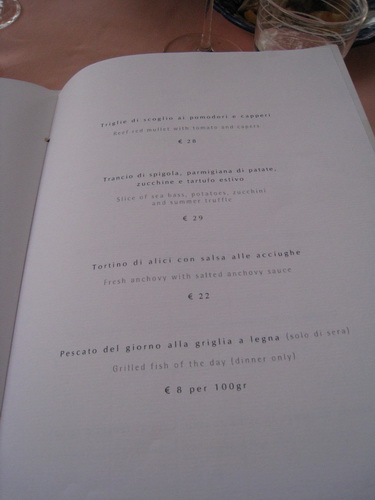 Triglie di scoglio ai pomodori e capperi
Reef red mullet with tomato and capers
€ 28
Trancio di spigola, parmigiana di patate,
zucchine e tartufo estivo
Slice of sea bass, potatoes, zucchini
and summer truffle
€ 29
Tortino di alici con salsa alle acciughe
Fresh anchovy with salted anchovy sauce
€ 22
Pescato del giorno alla griglia a legna (solo di sera)
Grilled fish of the day (dinner only)
€ 8 per 100gr